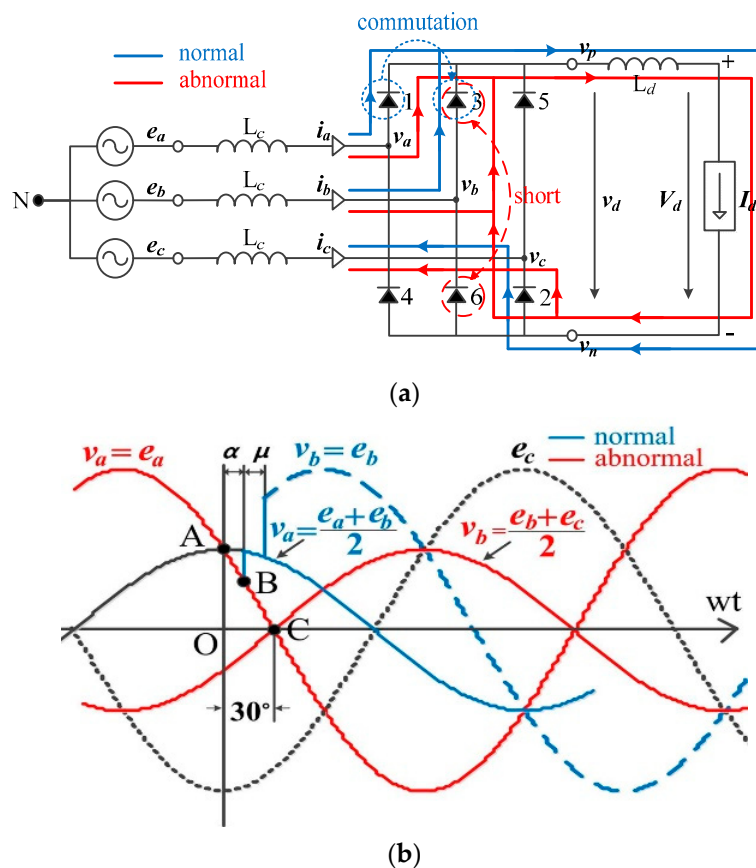 commutation
normal
abnormal
v_p
+
L_d
1
3
5
e_a
L_c
i_a
v_a
N
e_b
L_c
i_b
v_b
short
v_d
V_d
I_d
e_c
L_c
i_c
v_c
4
6
2
v_n
-
(a)
v_a = e_a
α
μ
v_b = e_b
e_c
normal
abnormal
v_a = \frac{e_a + e_b}{2}
v_b = \frac{e_b + e_c}{2}
A
B
wt
O
C
30°
(b)